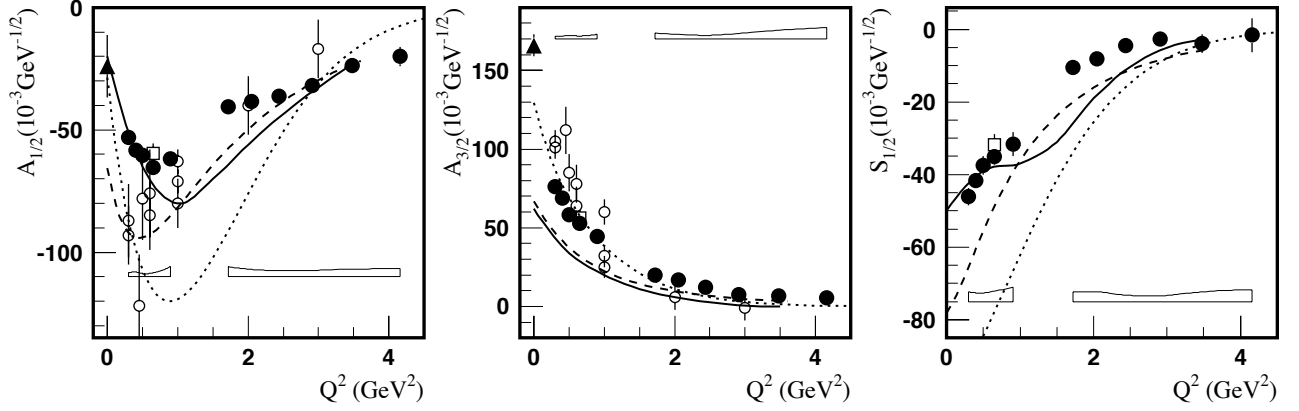 A1/2(10-3GeV-1/2)
0
-50
-100
0 2 4
Q2 (GeV2)
A3/2(10-3GeV-1/2)
150
100
50
0
0 2 4
Q2 (GeV2)
S1/2(10-3GeV-1/2)
0
-20
-40
-60
-80
0 2 4
Q2 (GeV2)